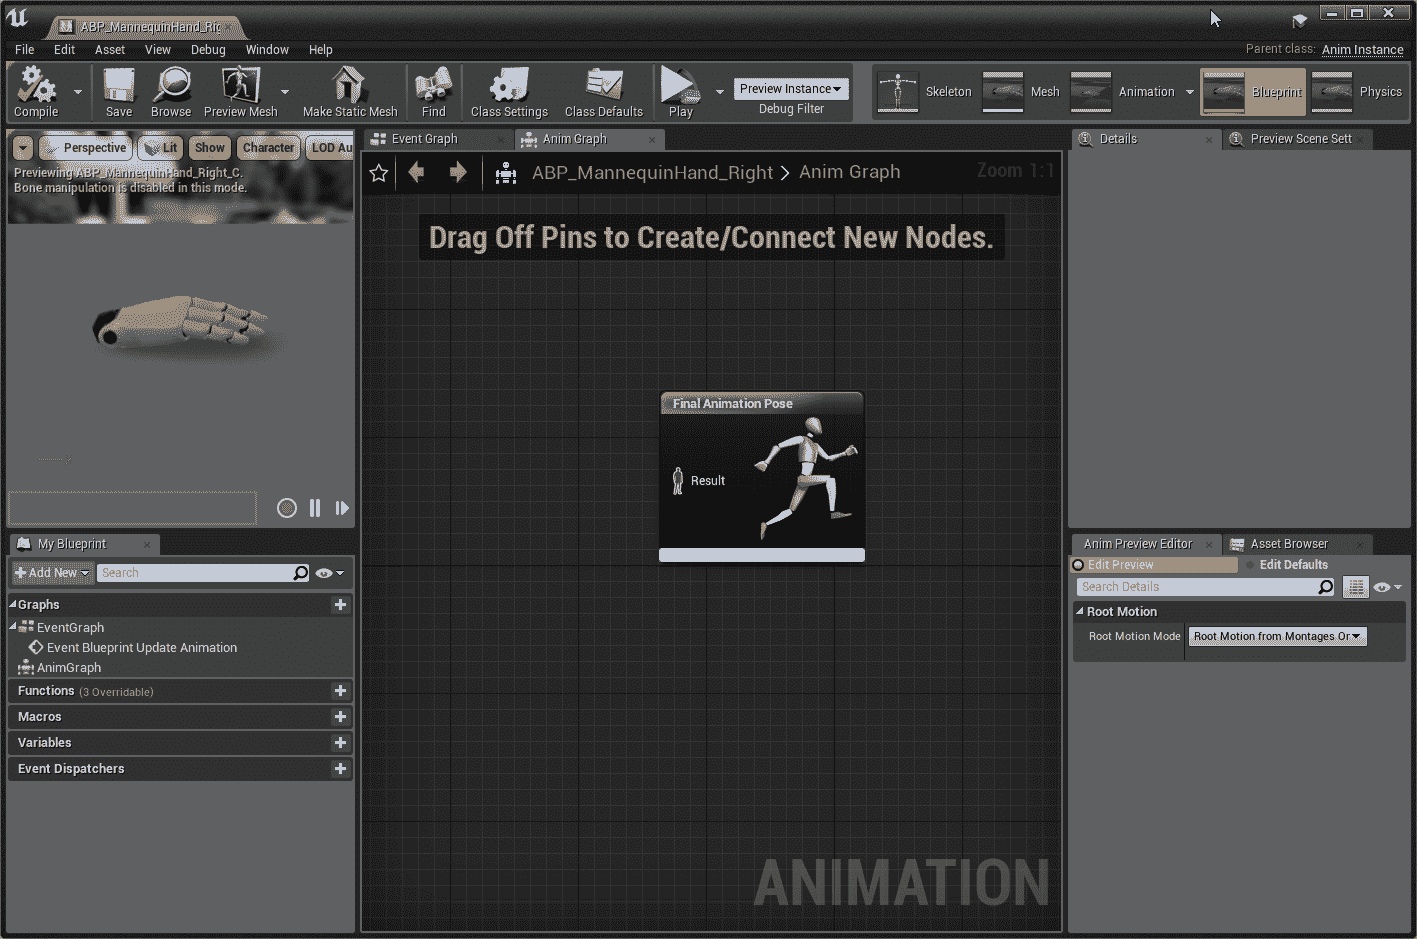 ABP_MannequinHand_Ric
File Edit Asset View Debug Window Help
Parent class: Anim Instance
Compile
Save
Browse
Preview Mesh
Make Static Mesh
Find
Class Settings
Class Defaults
Play
Preview Instance
Debug Filter
Skeleton
Mesh
Animation
Blueprint
Physics
Perspective Lit Show Character LOD Au
Previewing ABP_MannequinHand_Right_C.
Bone manipulation is disabled in this mode.
Event Graph
Anim Graph
ABP_MannequinHand_Right > Anim Graph
Zoom 1:1
Drag Off Pins to Create/Connect New Nodes.
Final Animation Pose
Result
ANIMATION
My Blueprint
+ Add New
Search
Graphs
EventGraph
Event Blueprint Update Animation
AnimGraph
Functions (3 Overridable)
Macros
Variables
Event Dispatchers
Details
Preview Scene Sett
Anim Preview Editor
Asset Browser
Edit Preview
Edit Defaults
Search Details
Root Motion
Root Motion Mode
Root Motion from Montages Or